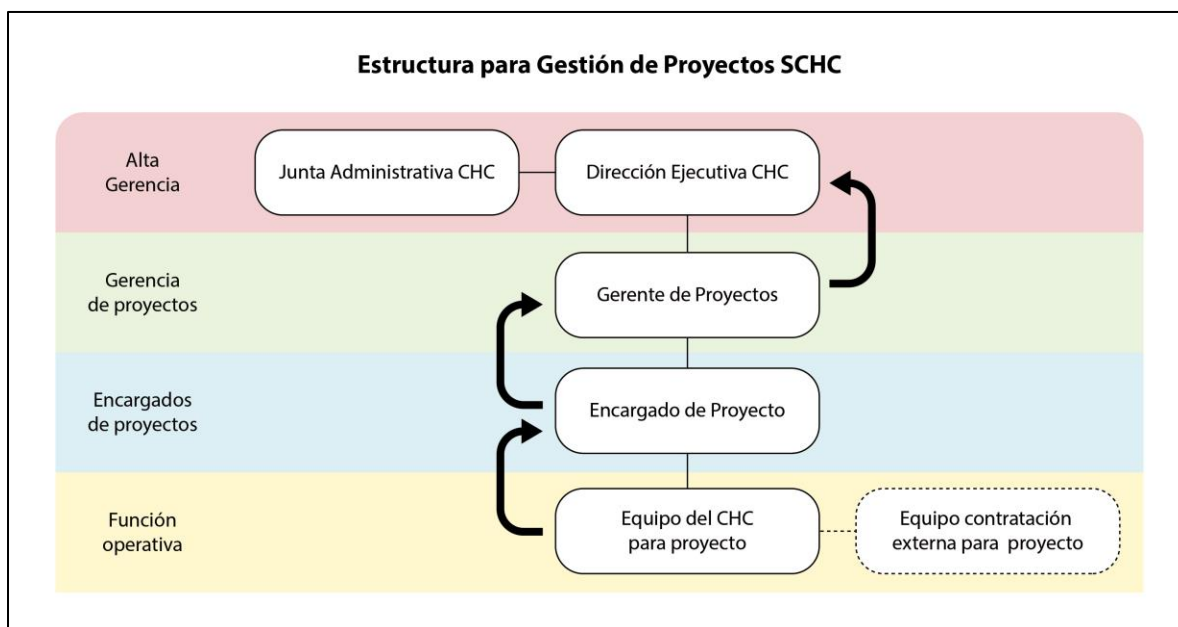 Estructura para Gestión de Proyectos SCHC
Alta
Gerencia
Junta Administrativa CHC
Dirección Ejecutiva CHC
Gerencia
de proyectos
Gerente de Proyectos
Encargados
de proyectos
Encargado de Proyecto
Función
operativa
Equipo del CHC
para proyecto
Equipo contratación
externa para proyecto